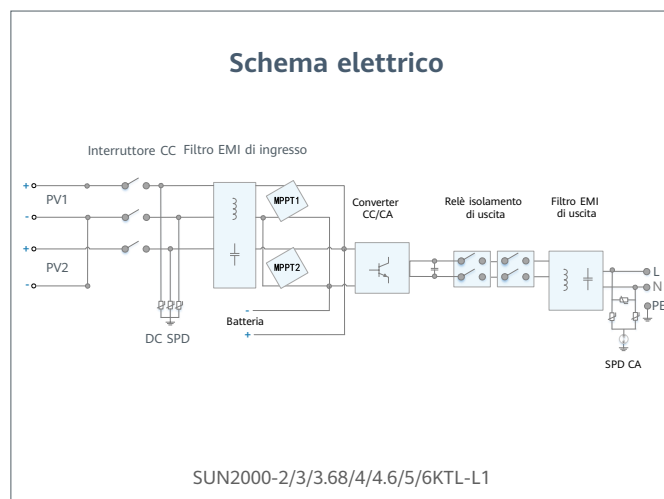 Schema elettrico
Interruttore CC Filtro EMI di ingresso
Converter
CC/CA
Relè isolamento
di uscita
Filtro EMI
di uscita
+
PV1
-
+
PV2
-
MPPT1
MPPT2
-
Batteria
+
DC SPD
L
N
PE
SPD CA
SUN2000-2/3/3.68/4/4.6/5/6KTL-L1